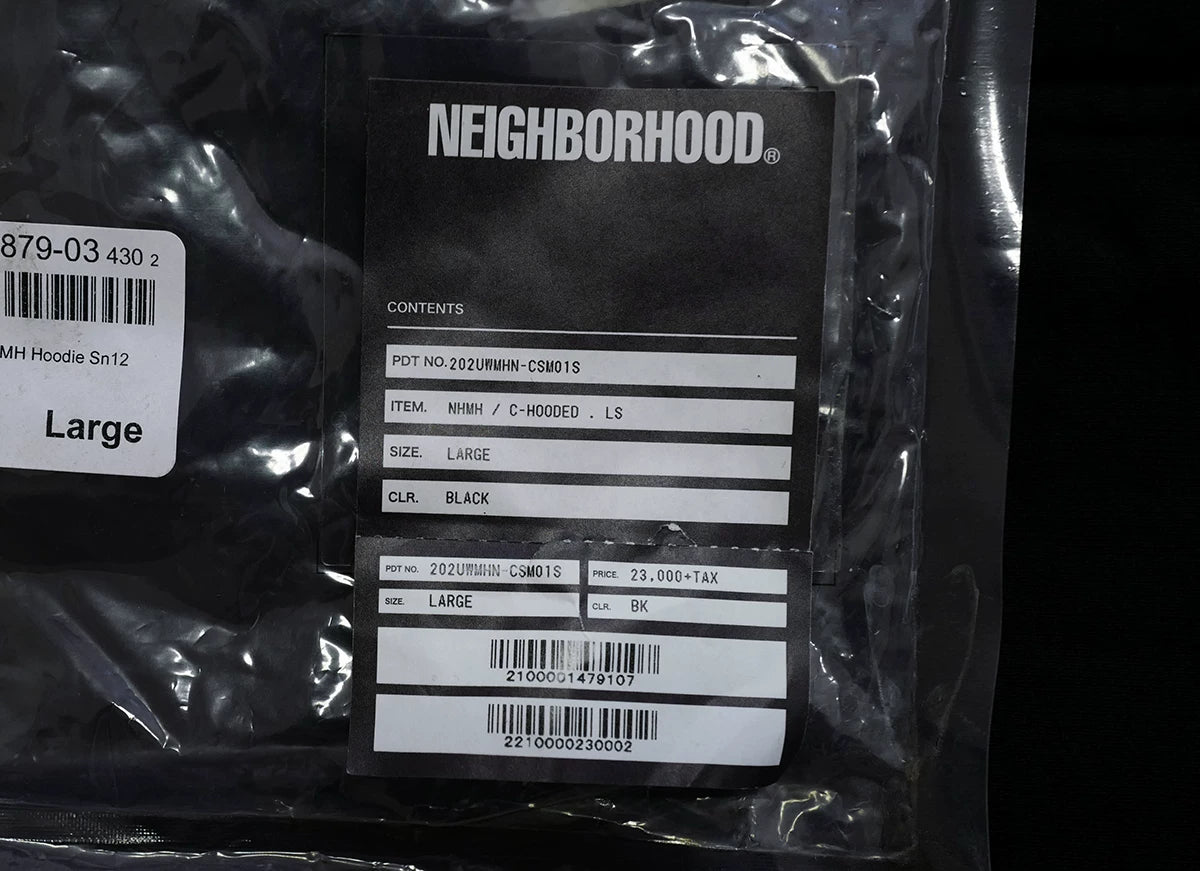 879-03 430 2
MH Hoodie Sn12
Large
NEIGHBORHOOD®
CONTENTS
PDT NO. 202UWMHN-CSM01S
ITEM. NHMH / C-HOODED . LS
SIZE. LARGE
CLR. BLACK
PDT NO. 202UWMHN-CSM01S
PRICE. 23,000+TAX
SIZE. LARGE
CLR. BK
2100001479107
2210000230002